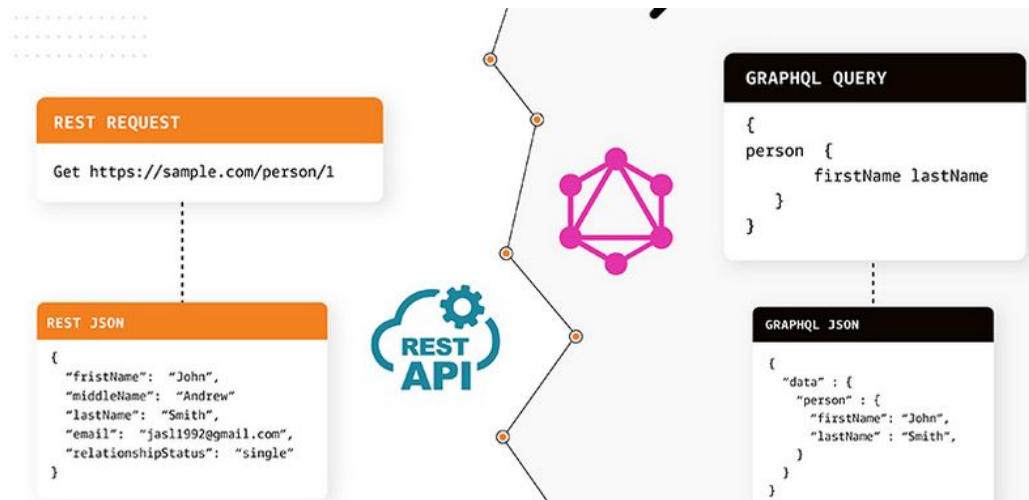 REST REQUEST
Get https://sample.com/person/1
REST JSON
{
"fristName": "John",
"middleName": "Andrew"
"lastName": "Smith",
"email": "jasl1992@gmail.com",
"relationshipStatus": "single"
}
REST
API
GRAPHQL QUERY
{
person {
firstName lastName
}
}
GRAPHQL JSON
{
"data" : {
"person" : {
"firstName": "John",
"lastName" : "Smith",
}
}
}